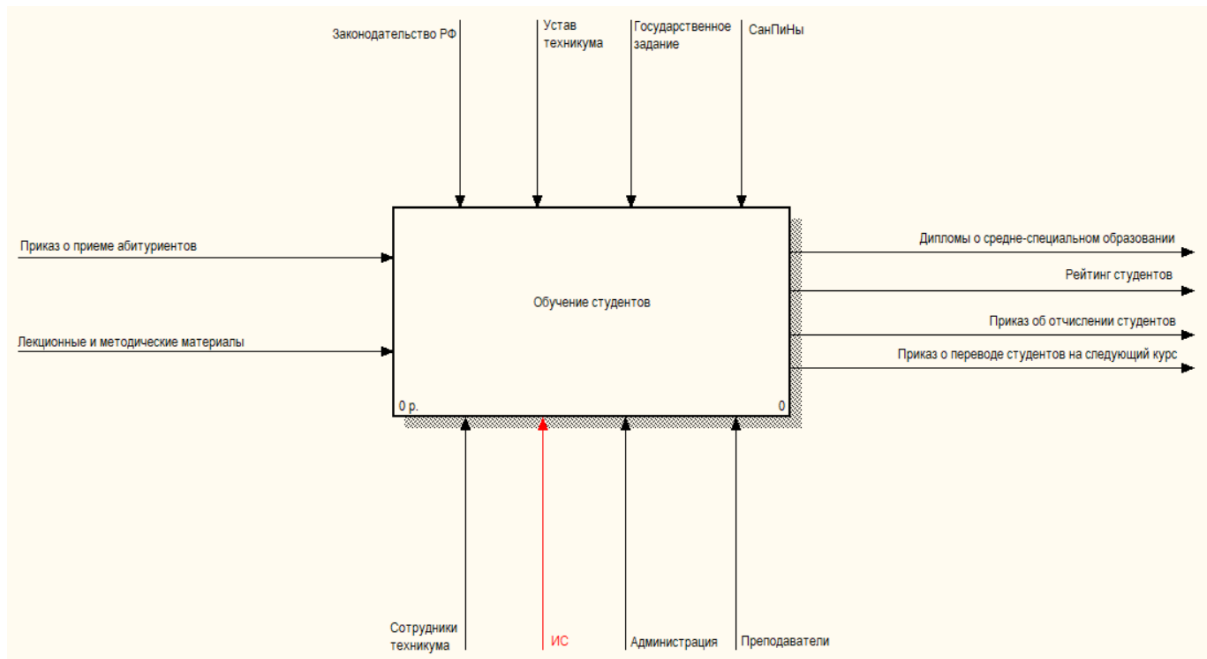 Законодательство РФ
Устав
техникума
Государственное
задание
СанПиНы
Приказ о приеме абитуриентов
Лекционные и методические материалы
Обучение студентов
0 р.
0
Дипломы о средне-специальном образовании
Рейтинг студентов
Приказ об отчислении студентов
Приказ о переводе студентов на следующий курс
Сотрудники
техникума
ИС
Администрация
Преподаватели